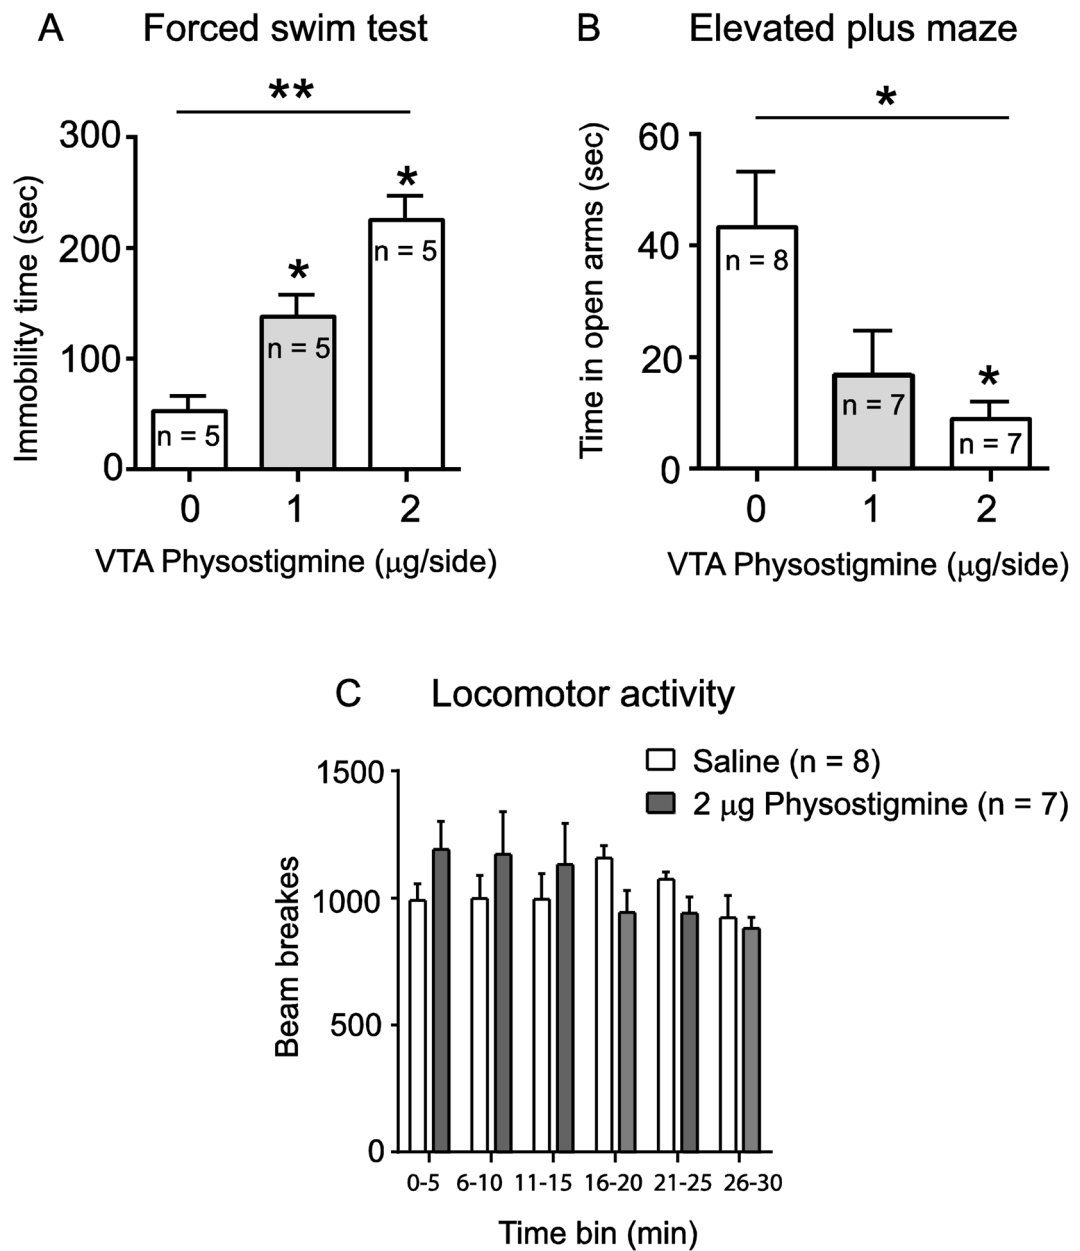 A Forced swim test
**
300
200
100
0
Immobility time (sec)
*
*
n = 5
n = 5
n = 5
0 1 2
VTA Physostigmine (μg/side)
B Elevated plus maze
*
60
40
20
0
Time in open arms (sec)
*
n = 8
n = 7
n = 7
0 1 2
VTA Physostigmine (μg/side)
C Locomotor activity
Saline (n = 8)
2 μg Physostigmine (n = 7)
1500
1000
500
0
Beam breakes
0-5 6-10 11-15 16-20 21-25 26-30
Time bin (min)